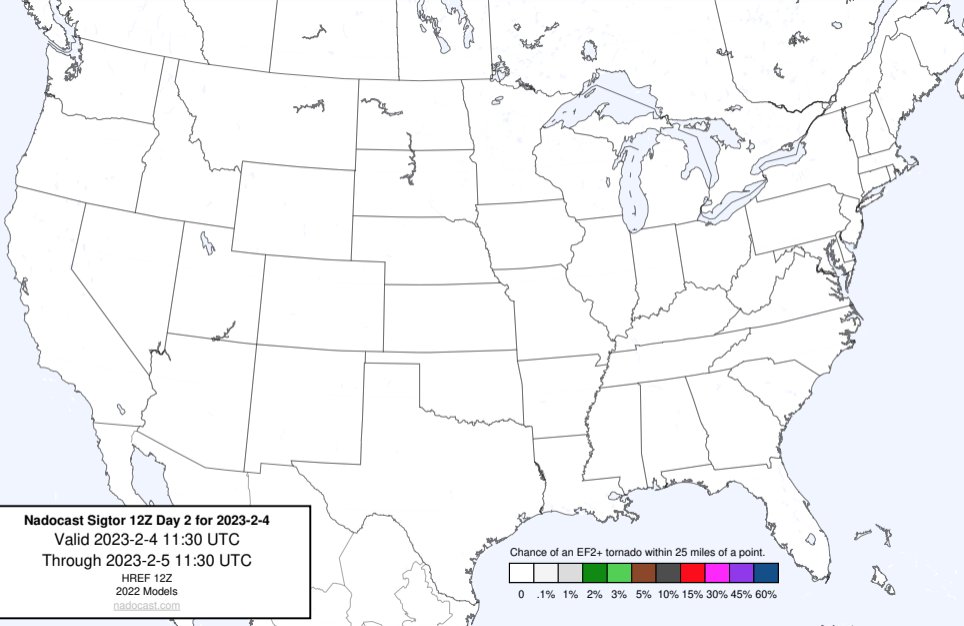 Nadocast Sigtor 12Z Day 2 for 2023-2-4
Valid 2023-2-4 11:30 UTC
Through 2023-2-5 11:30 UTC
HREF 12Z
2022 Models
nadocast.com
Chance of an EF2+ tornado within 25 miles of a point.
0 .1% 1% 2% 3% 5% 10% 15% 30% 45% 60%